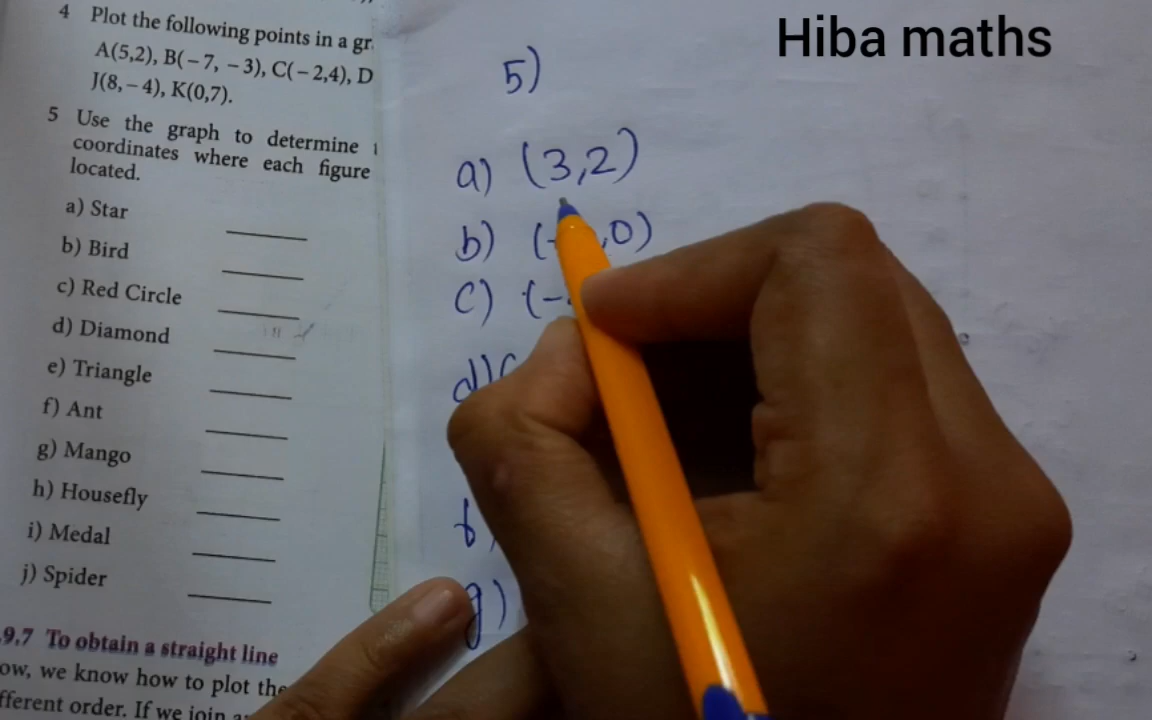 Hiba maths
4 Plot the following points in a gr
A(5,2), B(−7, −3), C(−2,4), D
J(8,−4), K(0,7).
5 Use the graph to determine
coordinates where each figure
located.
a) Star
b) Bird
c) Red Circle
d) Diamond
e) Triangle
f) Ant
g) Mango
h) Housefly
i) Medal
j) Spider
.9.7 To obtain a straight line
ow, we know how to plot the
fferent order. If we join
5)
a) (3,2)
b) (- ,0)
c) (-
d) (
f)
g)